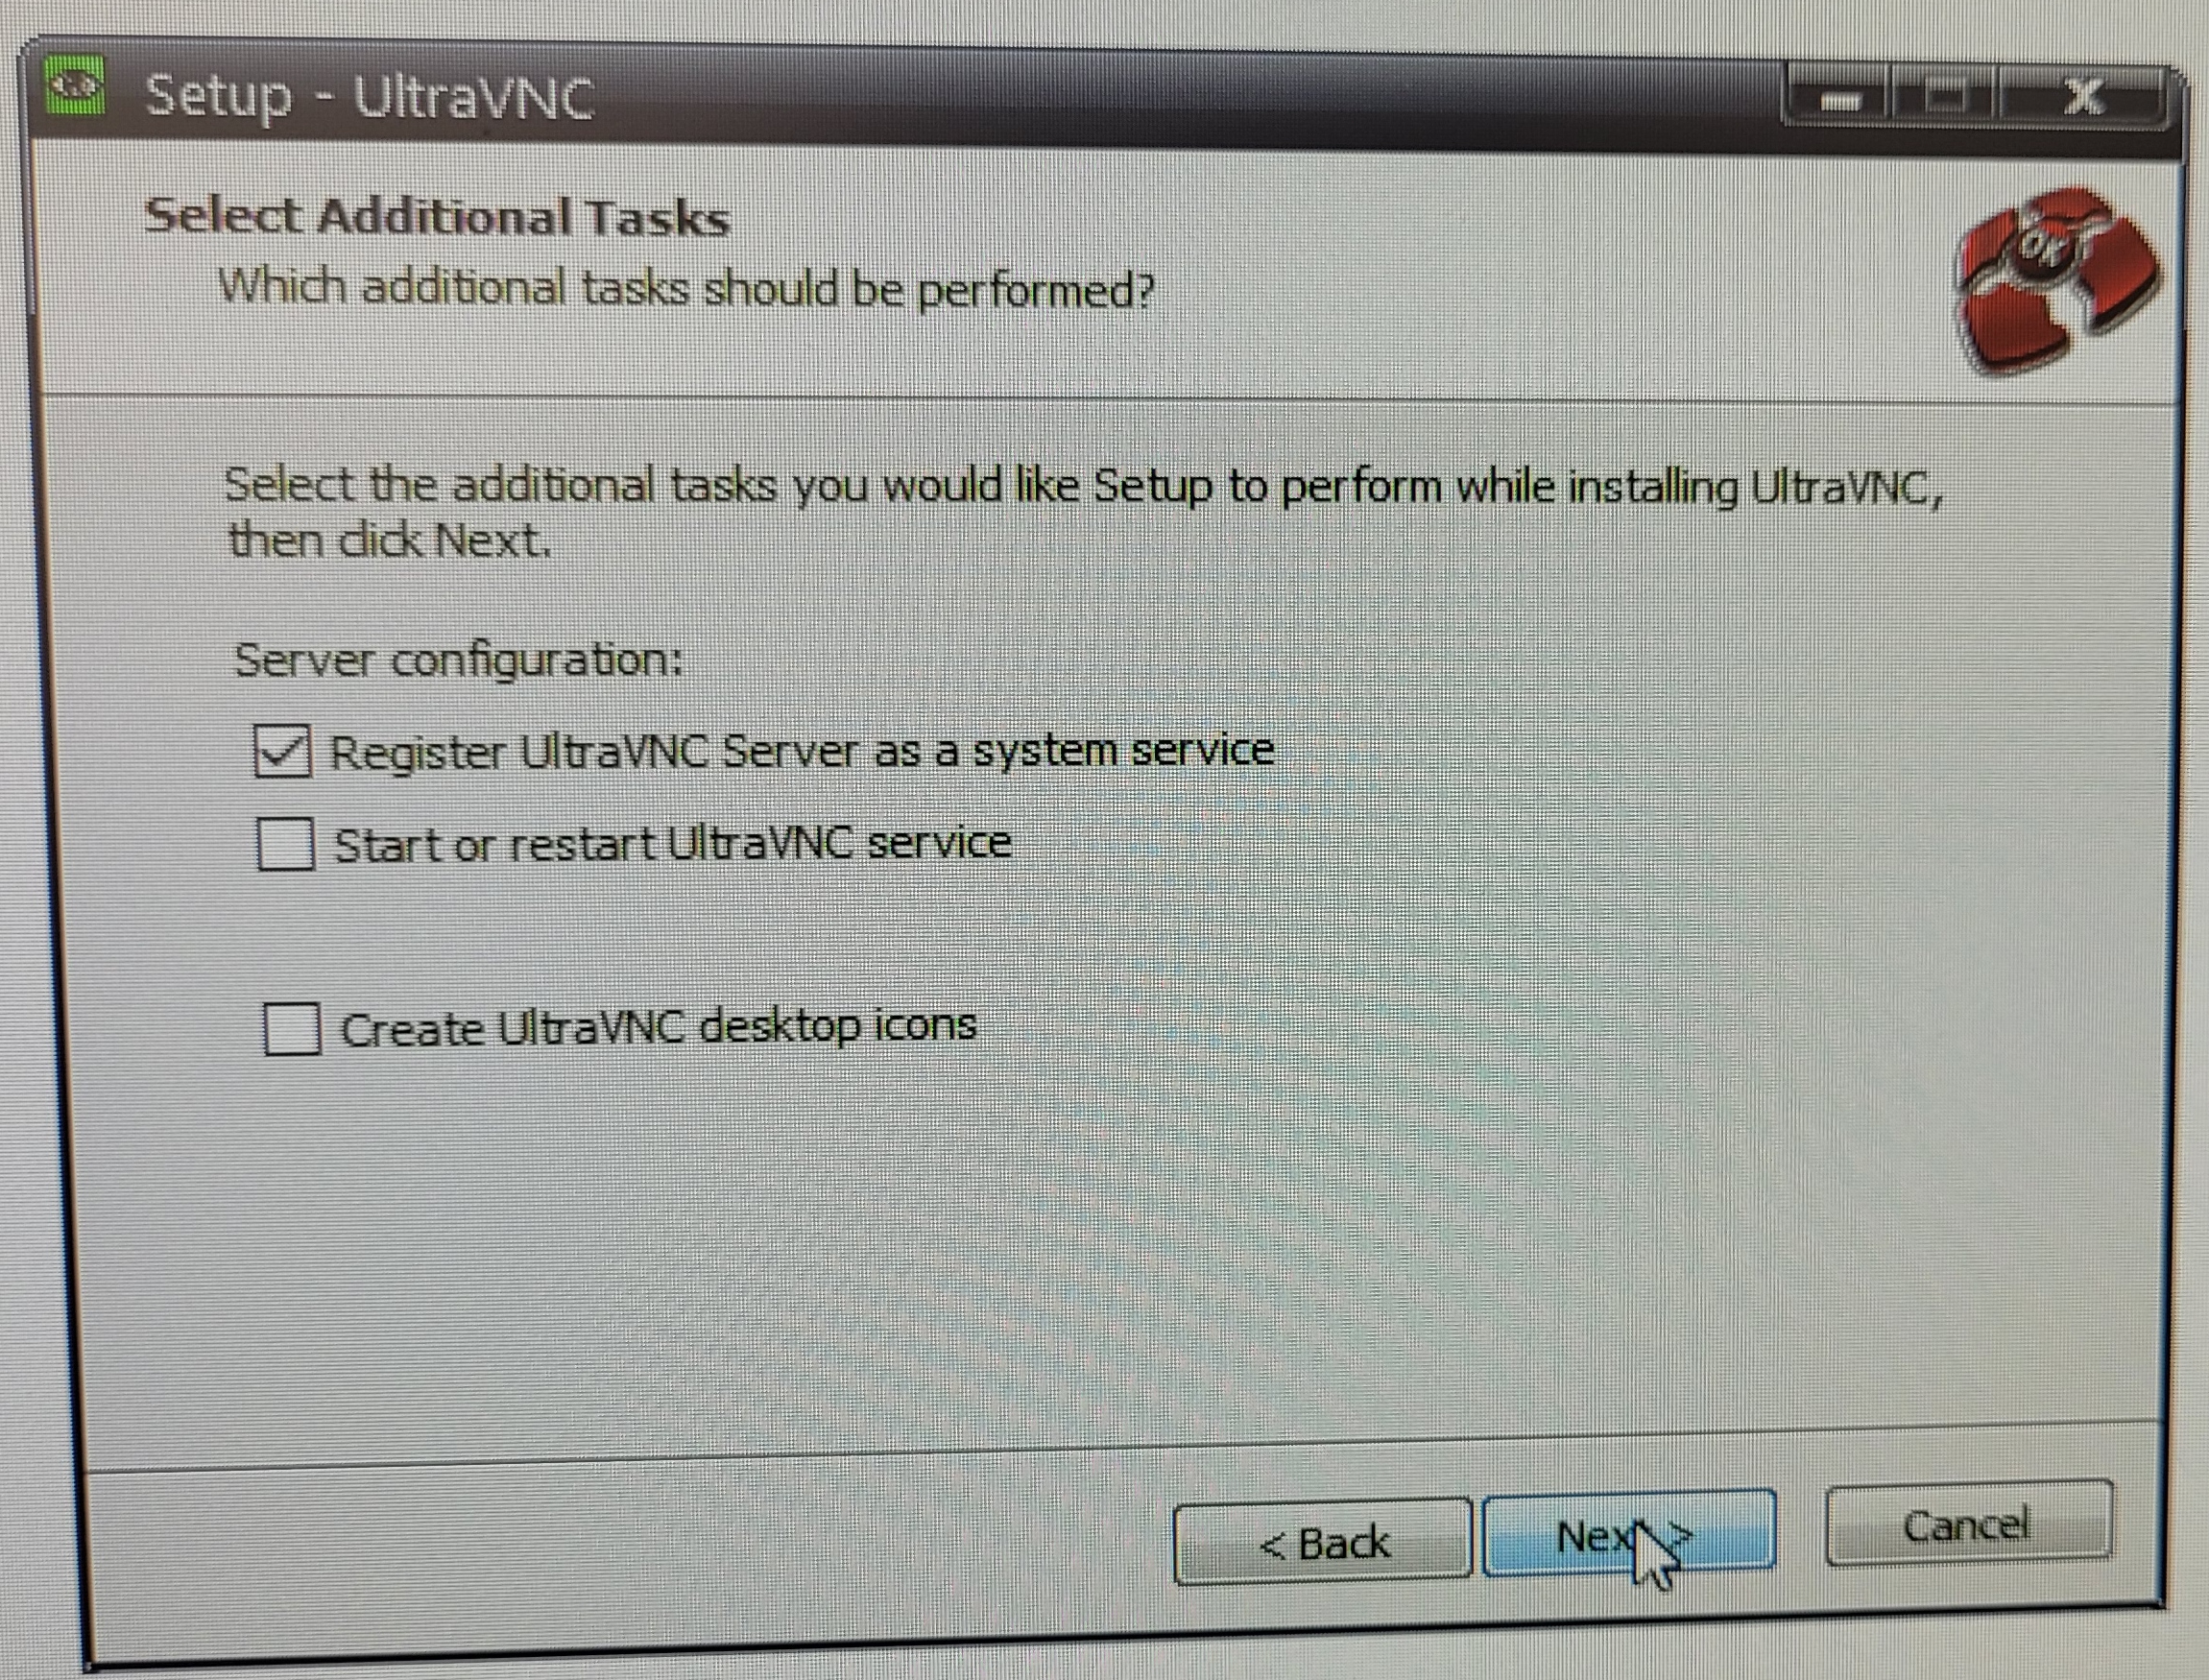 Setup - UltraVNC
Select Additional Tasks
Which additional tasks should be performed?
OK
Select the additional tasks you would like Setup to perform while installing UltraVNC,
then click Next.
Server configuration:
Register UltraVNC Server as a system service
Start or restart UltraVNC service
Create UltraVNC desktop icons
< Back
Next >
Cancel